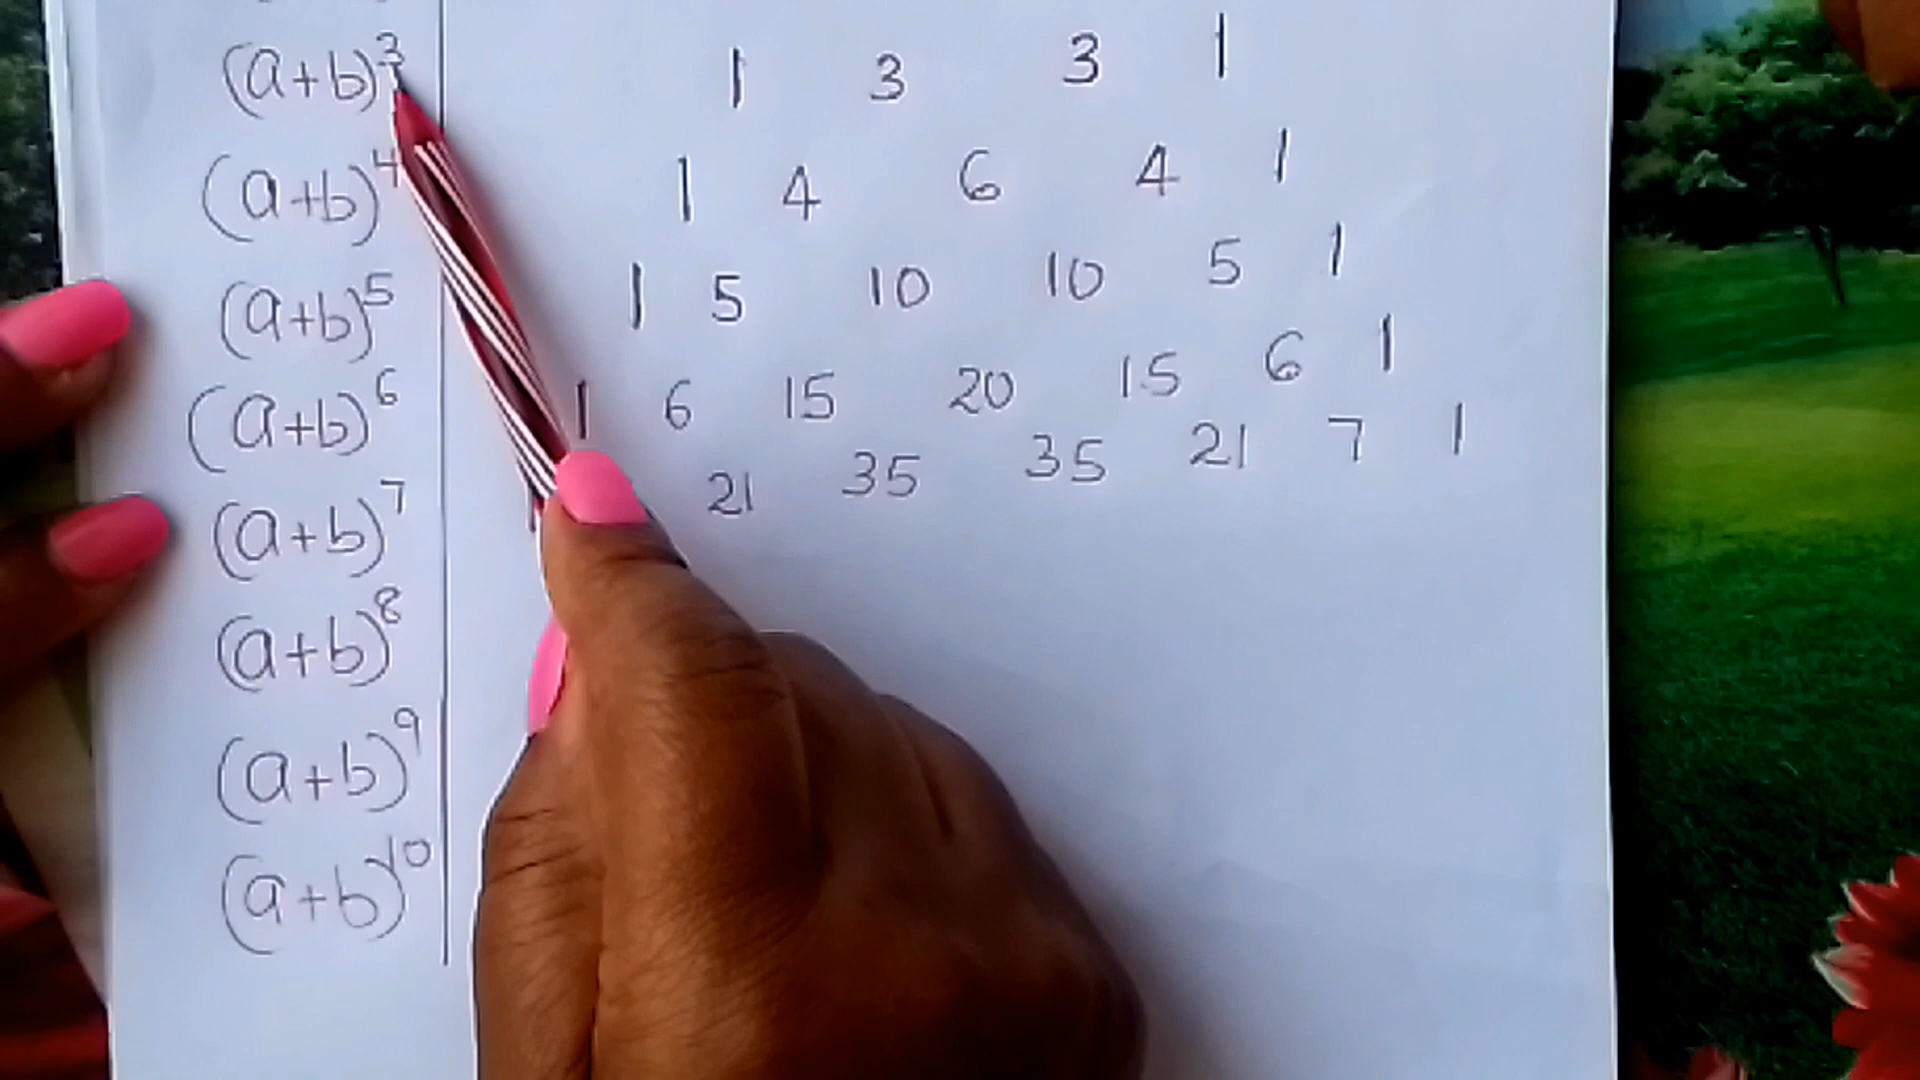 (a+b)^3 1 3 3 1
(a+b)^4 1 4 6 4 1
(a+b)^5 1 5 10 10 5 1
(a+b)^6 1 6 15 20 15 6 1
(a+b)^7 21 35 35 21 7 1
(a+b)^8
(a+b)^9
(a+b)^10